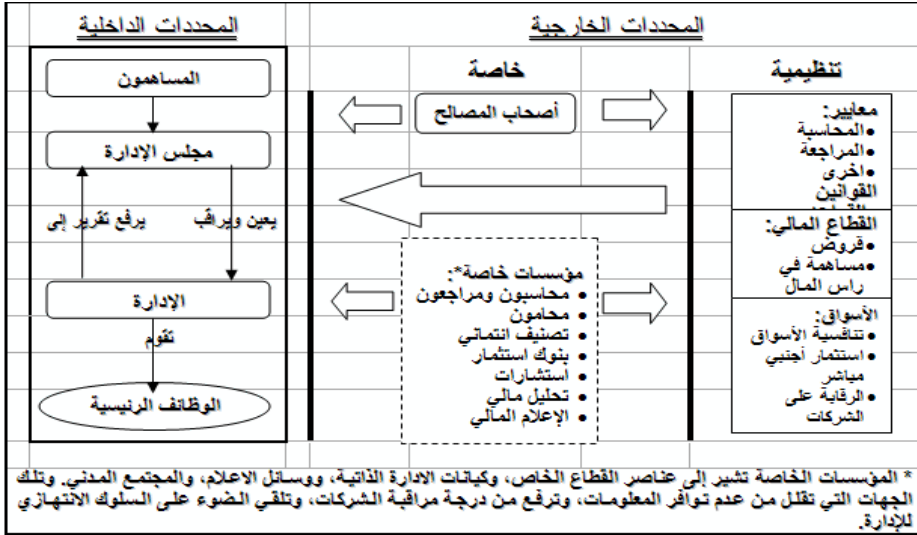 المحددات الخارجية
المحددات الداخلية
تنظيمية
خاصة
معايير:
•المحاسبة
•المراجعة
•اخرى
القوانين
القطاع المالي:
•قروض
•مساهمة في
راس المال
الأسواق:
•تنافسية الأسواق
•استثمار أجنبي
مباشر
•الرقابة على
الشركات
أصحاب المصالح
مؤسسات خاصة*:
• محاسبون ومراجعون
• محامون
• تصنيف ائتماني
• بنوك استثمار
• استشارات
• تحليل مالي
• الإعلام المالي
المساهمون
مجلس الإدارة
يعين ويراقب
يرفع تقرير إلى
الإدارة
تقوم
الوظائف الرئيسية
* المؤسسات الخاصة تشير إلى عناصر القطاع الخاص، وكيانات الادارة الذاتية، ووسائل الاعلام، والمجتمع المدني. وتلك
الجهات التي تقلل من عدم توافر المعلومات، وترفع من درجة مراقبة الشركات، وتلقي الضوء على السلوك الانتهازي
للإدارة.